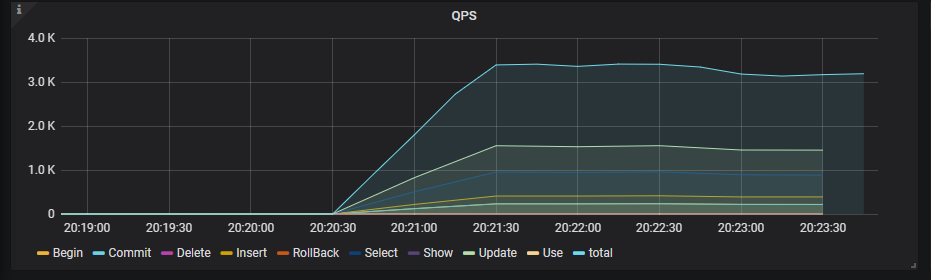 i
QPS
4.0 K
3.0 K
2.0 K
1.0 K
0
20:19:00 20:19:30 20:20:00 20:20:30 20:21:00 20:21:30 20:22:00 20:22:30 20:23:00 20:23:30
Begin Commit Delete Insert RollBack Select Show Update Use total